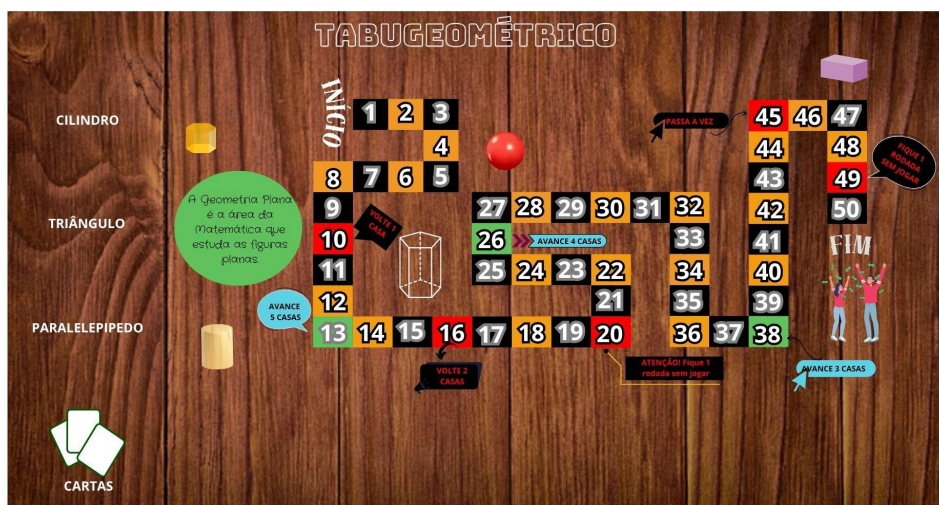 TABUGEOMÉTRICO
CILINDRO
TRIÂNGULO
PARALELEPIPEDO
CARTAS
A Geometria Plana
é a área da
Matemática que
estuda as figuras
planas.
INÍCIO
1 2 3
4
8 7 6 5
9
10
VOLTE 1
CASA
11
12
AVANCE
5 CASAS
13 14 15 16 17 18 19 20
VOLTE 2
CASAS
ATENÇÃO! Fique 1
rodada sem jogar
21
25 24 23 22
26
AVANCE 4 CASAS
27 28 29 30 31 32
33
34
35
36 37 38
AVANCE 3 CASAS
39
40
41
42
43
44
45 46 47
PASSA A VEZ
48
49
FIQUE 1
RODADA
SEM JOGAR
50
FIM